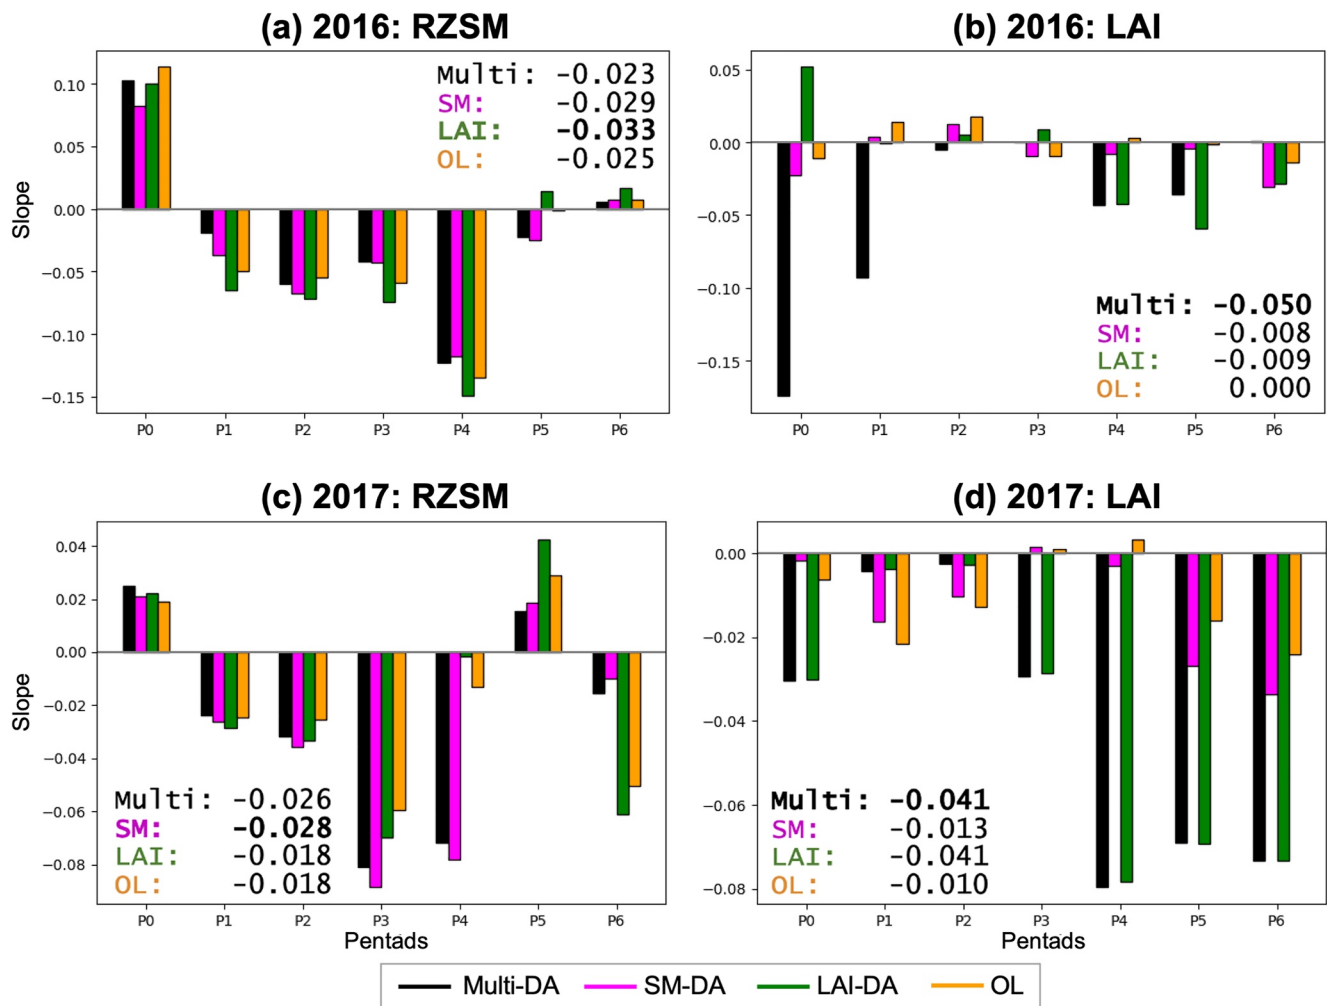 (a) 2016: RZSM
Slope
0.10
0.05
0.00
−0.05
−0.10
−0.15
Multi: -0.023
SM: -0.029
LAI: -0.033
OL: -0.025
P0 P1 P2 P3 P4 P5 P6
(b) 2016: LAI
0.05
0.00
−0.05
−0.10
−0.15
Multi: -0.050
SM: -0.008
LAI: -0.009
OL: 0.000
P0 P1 P2 P3 P4 P5 P6
(c) 2017: RZSM
Slope
0.04
0.02
0.00
−0.02
−0.04
−0.06
−0.08
Multi: -0.026
SM: -0.028
LAI: -0.018
OL: -0.018
P0 P1 P2 P3 P4 P5 P6
Pentads
(d) 2017: LAI
0.00
−0.02
−0.04
−0.06
−0.08
Multi: -0.041
SM: -0.013
LAI: -0.041
OL: -0.010
P0 P1 P2 P3 P4 P5 P6
Pentads
Multi-DA SM-DA LAI-DA OL